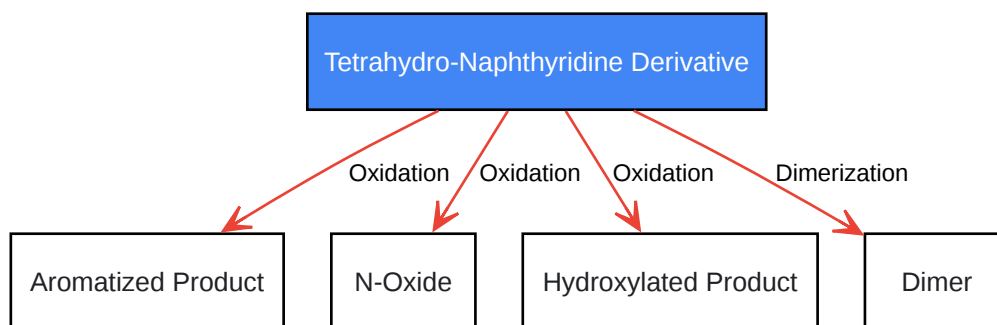 Tetrahydro-Naphthyridine Derivative
Oxidation
Oxidation
Oxidation
Dimerization
Aromatized Product
N-Oxide
Hydroxylated Product
Dimer